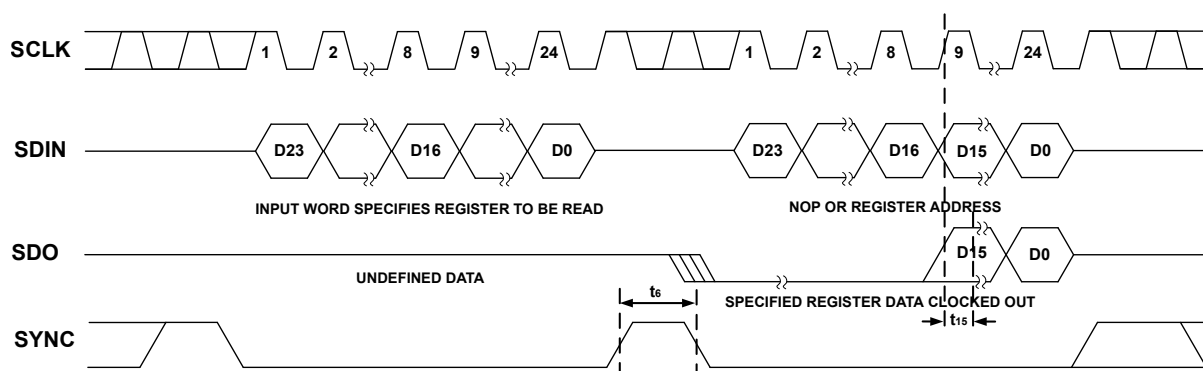 SCLK 1 2 8 9 24 1 2 8 9 24
SDIN D23 D16 D0 D23 D16 D15 D0
INPUT WORD SPECIFIES REGISTER TO BE READ NOP OR REGISTER ADDRESS
SDO D15 D0
UNDEFINED DATA
t6 SPECIFIED REGISTER DATA CLOCKED OUT
t15
SYNC